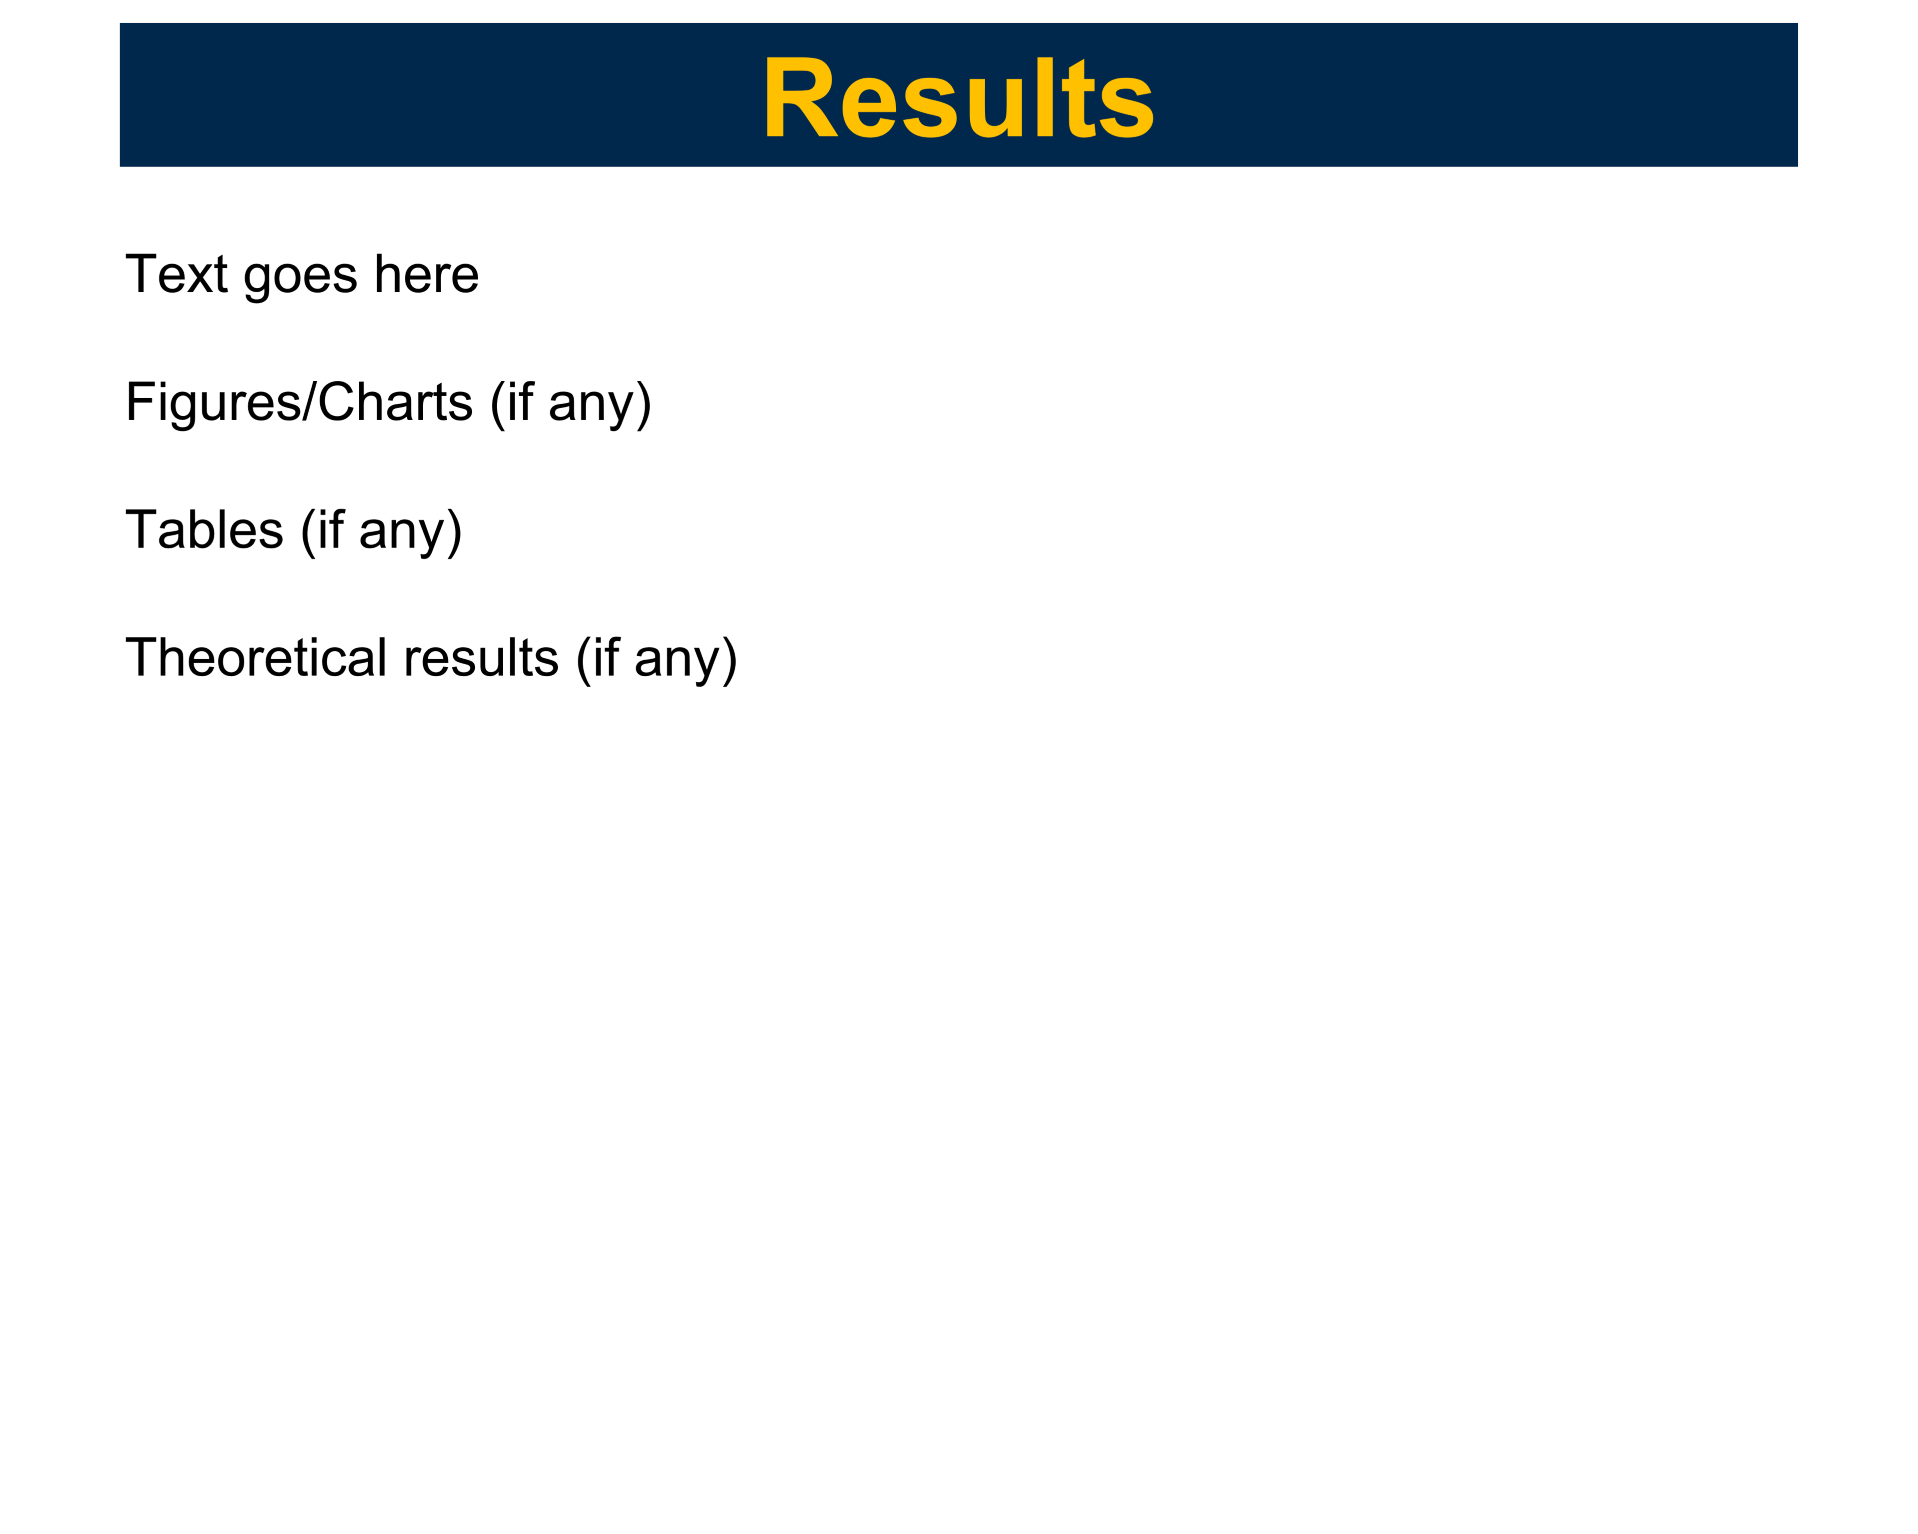 Results
Text goes here
Figures/Charts (if any)
Tables (if any)
Theoretical results (if any)